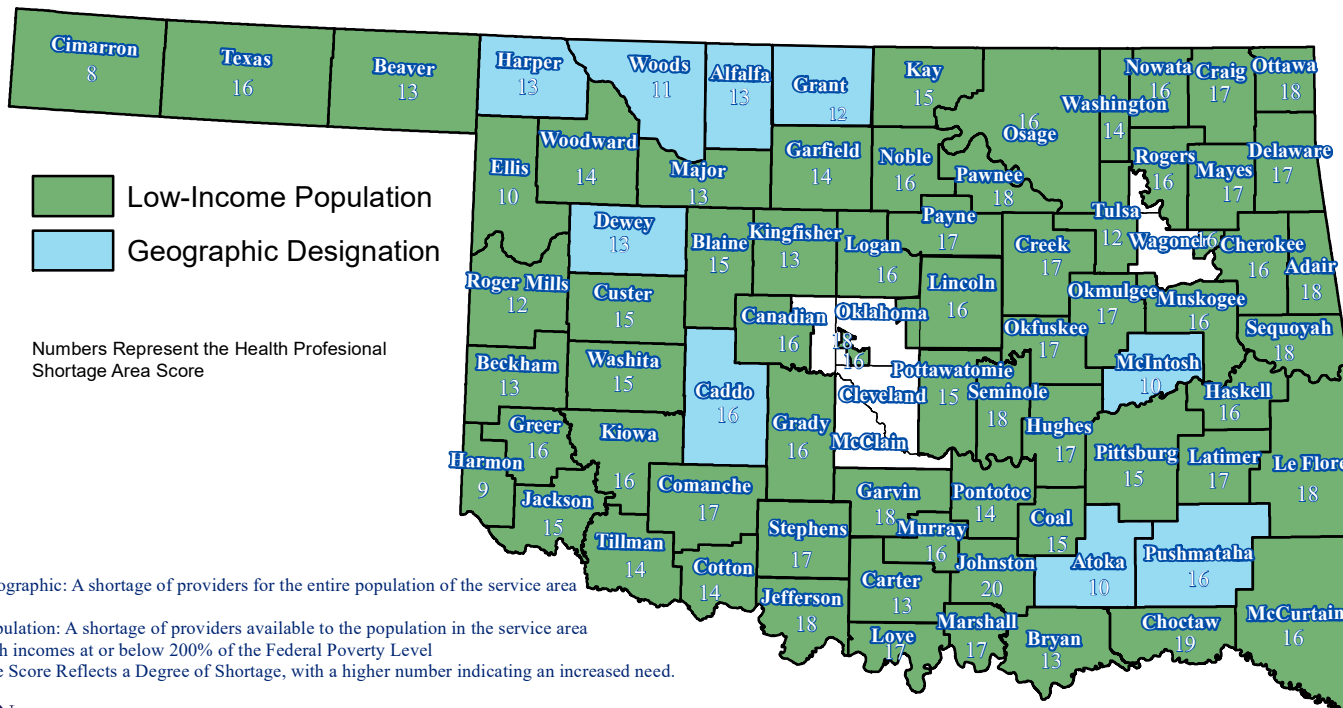 Cimarron
8
Texas
16
Beaver
13
Harper
13
Woods
11
Alfalfa
13
Grant
12
Kay
15
16
Osage
Washington
14
Nowata
16
Craig
17
Ottawa
18
Ellis
10
Woodward
14
Major
13
Garfield
14
Noble
16
Pawnee
18
Rogers
16
Mayes
17
Delaware
17
Low-Income Population
Geographic Designation
Dewey
13
Blaine
15
Kingfisher
13
Logan
16
Payne
17
Creek
17
Tulsa
12
Wagoner
16
Cherokee
16
Adair
18
Roger Mills
12
Custer
15
Canadian
16
Oklahoma
18
16
Lincoln
16
Okmulgee
17
Muskogee
16
Okfuskee
17
Sequoyah
18
Numbers Represent the Health Profesional
Shortage Area Score
Beckham
13
Washita
15
Caddo
16
Cleveland
Pottawatomie
15
Seminole
18
McIntosh
10
Haskell
16
Greer
16
Kiowa
16
Grady
16
McClain
Hughes
17
Pittsburg
15
Latimer
17
Le Flore
18
Harmon
9
Jackson
15
Comanche
17
Garvin
18
Pontotoc
14
Coal
15
Tillman
14
Cotton
14
Stephens
17
Murray
16
Johnston
20
Atoka
10
Pushmataha
16
Jefferson
18
Carter
13
Love
17
Marshall
17
Bryan
13
Choctaw
19
McCurtain
16
ographic: A shortage of providers for the entire population of the service area
pulation: A shortage of providers available to the population in the service area
h incomes at or below 200% of the Federal Poverty Level
e Score Reflects a Degree of Shortage, with a higher number indicating an increased need.